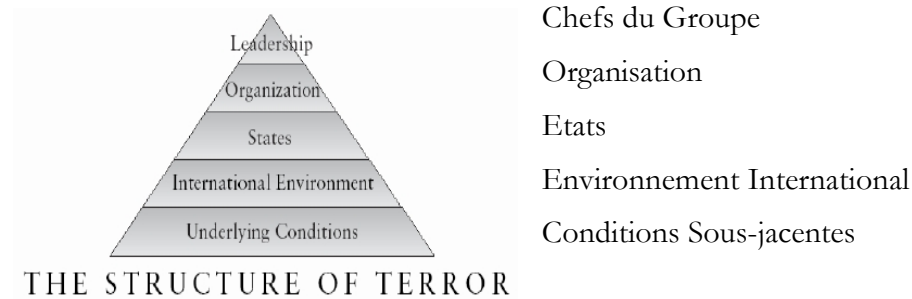 Leadership
Organization
States
International Environment
Underlying Conditions
THE STRUCTURE OF TERROR
Chefs du Groupe
Organisation
Etats
Environnement International
Conditions Sous-jacentes